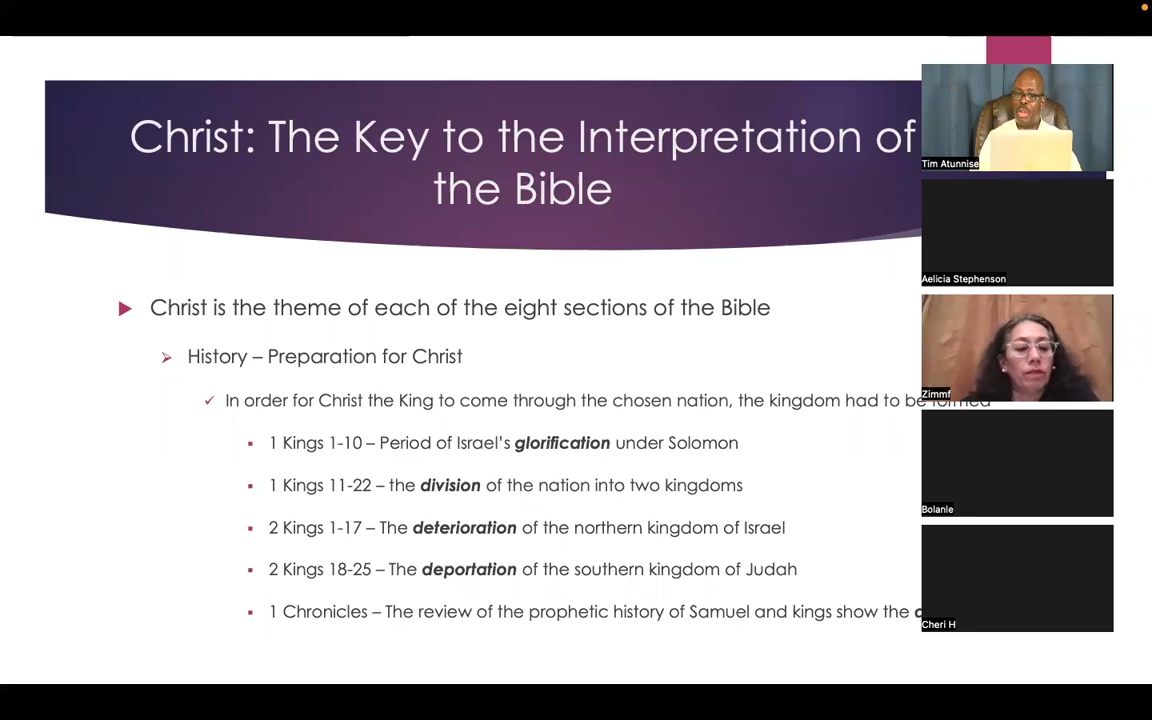 Christ: The Key to the Interpretation of
the Bible
Christ is the theme of each of the eight sections of the Bible
History – Preparation for Christ
In order for Christ the King to come through the chosen nation, the kingdom had to be formed
1 Kings 1-10 – Period of Israel's glorification under Solomon
1 Kings 11-22 – the division of the nation into two kingdoms
2 Kings 1-17 – The deterioration of the northern kingdom of Israel
2 Kings 18-25 – The deportation of the southern kingdom of Judah
1 Chronicles – The review of the prophetic history of Samuel and kings show the
Tim Atunnise
Aelicia Stephenson
Zimmf
Bolanle
Cheri H